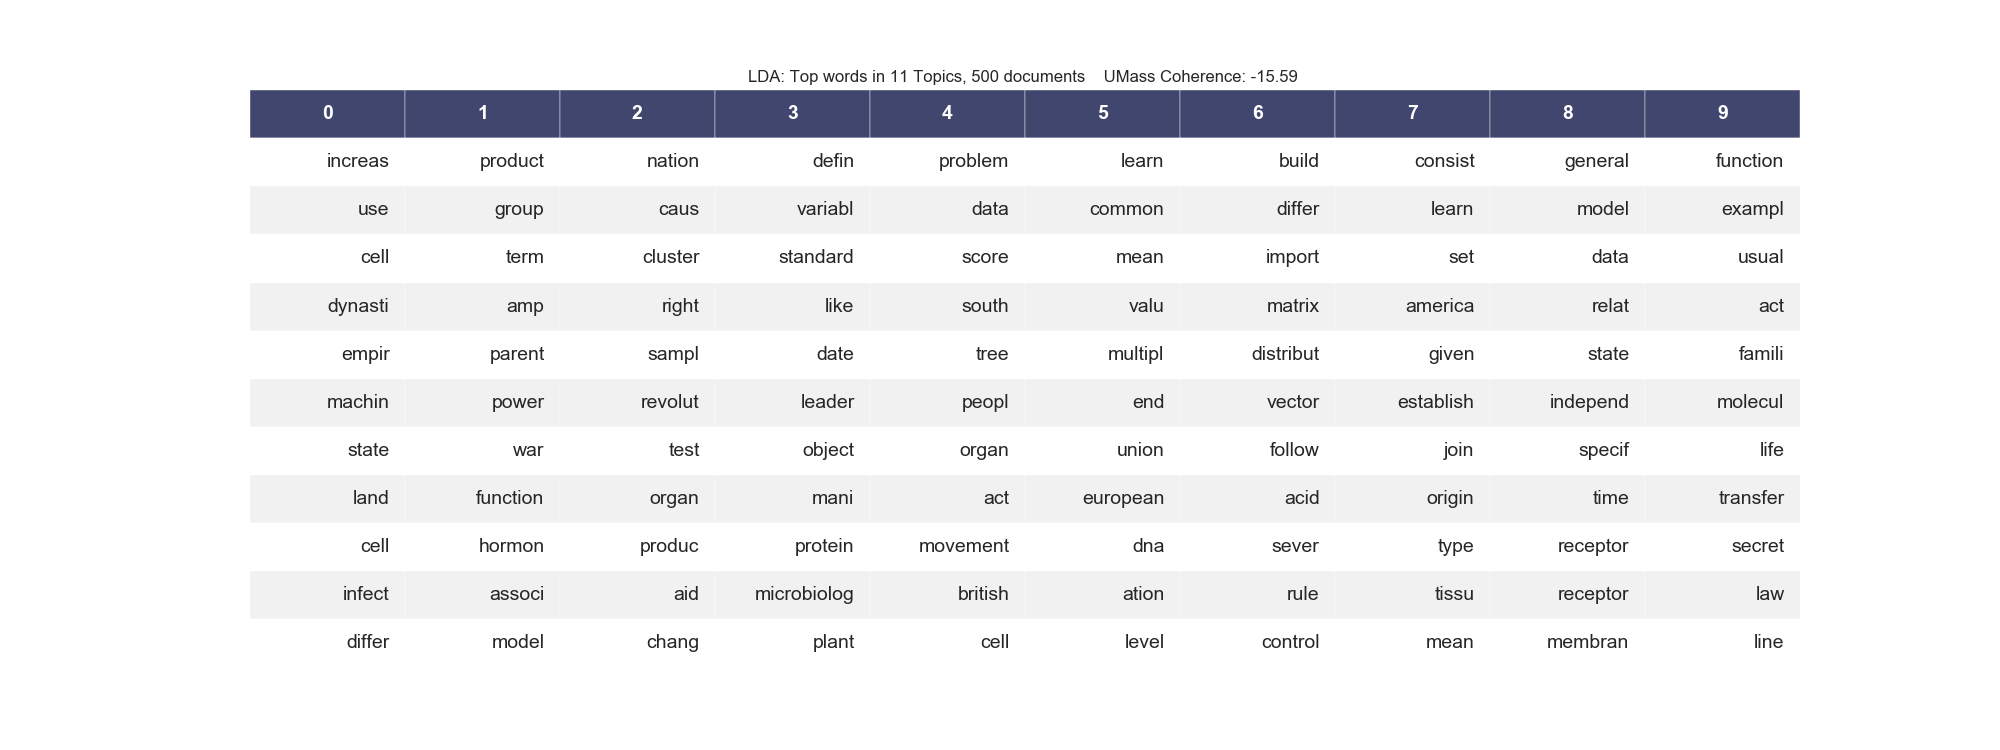 LDA: Top words in 11 Topics, 500 documents UMass Coherence: -15.59
0 1 2 3 4 5 6 7 8 9
increas product nation defin problem learn build consist general function
use group caus variabl data common differ learn model exampl
cell term cluster standard score mean import set data usual
dynasti amp right like south valu matrix america relat act
empir parent sampl date tree multipl distribut given state famili
machin power revolut leader peopl end vector establish independ molecul
state war test object organ union follow join specif life
land function organ mani act european acid origin time transfer
cell hormon produc protein movement dna sever type receptor secret
infect associ aid microbiolog british ation rule tissu receptor law
differ model chang plant cell level control mean membran line